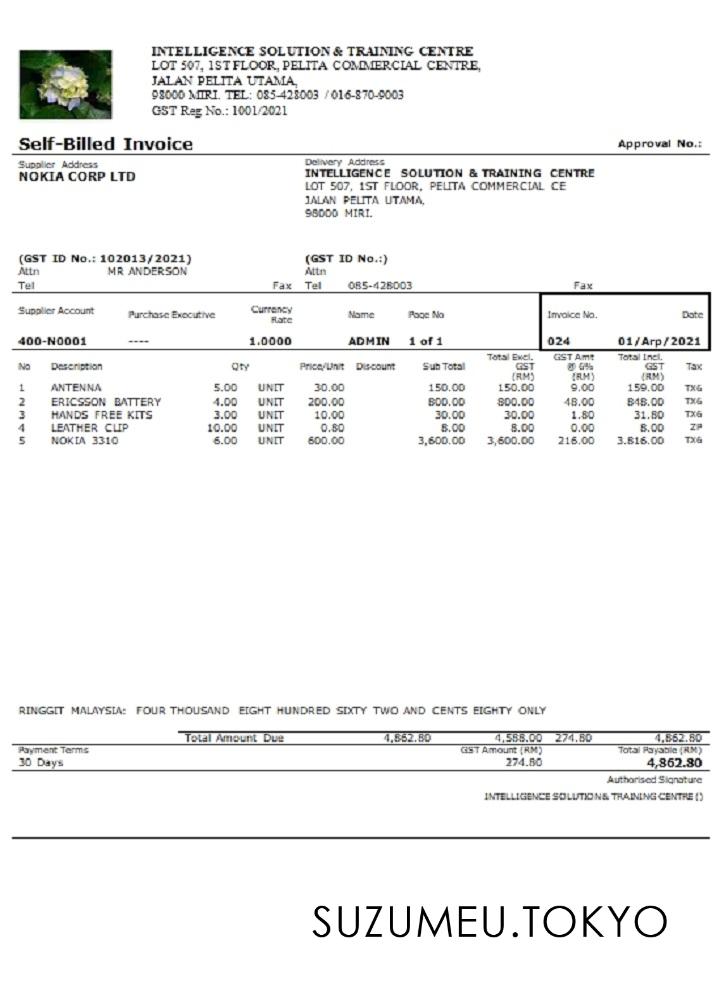 INTELLIGENCE SOLUTION & TRAINING CENTRE
LOT 507, 1ST FLOOR, PELITA COMMERCIAL CENTRE,
JALAN PELITA UTAMA,
98000 MIRI. TEL: 085-428003 / 016-870-9003
GST Reg No.: 1001/2021
Self-Billed Invoice Approval No.:
Supplier Address Delivery Address
NOKIA CORP LTD INTELLIGENCE SOLUTION & TRAINING CENTRE
LOT 507, 1ST FLOOR, PELITA COMMERCIAL CE
JALAN PELITA UTAMA,
98000 MIRI.
(GST ID No.: 102013/2021) (GST ID No.:)
Attn MR ANDERSON Attn
Tel Fax Tel 085-428003 Fax
Supplier Account Purchase Executive Currency Rate Name Page No Invoice No. Date
400-N0001 ---- 1.0000 ADMIN 1 of 1 024 01/Arp/2021
No Description Qty Price/Unit Discount Sub Total Total Excl. GST (RM) GST Amt @ 6% (RM) Total Incl. GST (RM) Tax
1 ANTENNA 5.00 UNIT 30.00 150.00 150.00 9.00 159.00 TX6
2 ERICSSON BATTERY 4.00 UNIT 200.00 800.00 800.00 48.00 848.00 TX6
3 HANDS FREE KITS 3.00 UNIT 10.00 30.00 30.00 1.80 31.80 TX6
4 LEATHER CLIP 10.00 UNIT 0.80 8.00 8.00 0.00 8.00 ZP
5 NOKIA 3310 6.00 UNIT 600.00 3,600.00 3,600.00 216.00 3.816.00 TX6
RINGGIT MALAYSIA: FOUR THOUSAND EIGHT HUNDRED SIXTY TWO AND CENTS EIGHTY ONLY
Total Amount Due 4,862.80 4,588.00 274.80 4,862.80
Payment Terms GST Amount (RM) Total Payable (RM)
30 Days 274.80 4,862.80
Authorised Signature
INTELLIGENCE SOLUTION & TRAINING CENTRE ()
SUZUMEU.TOKYO